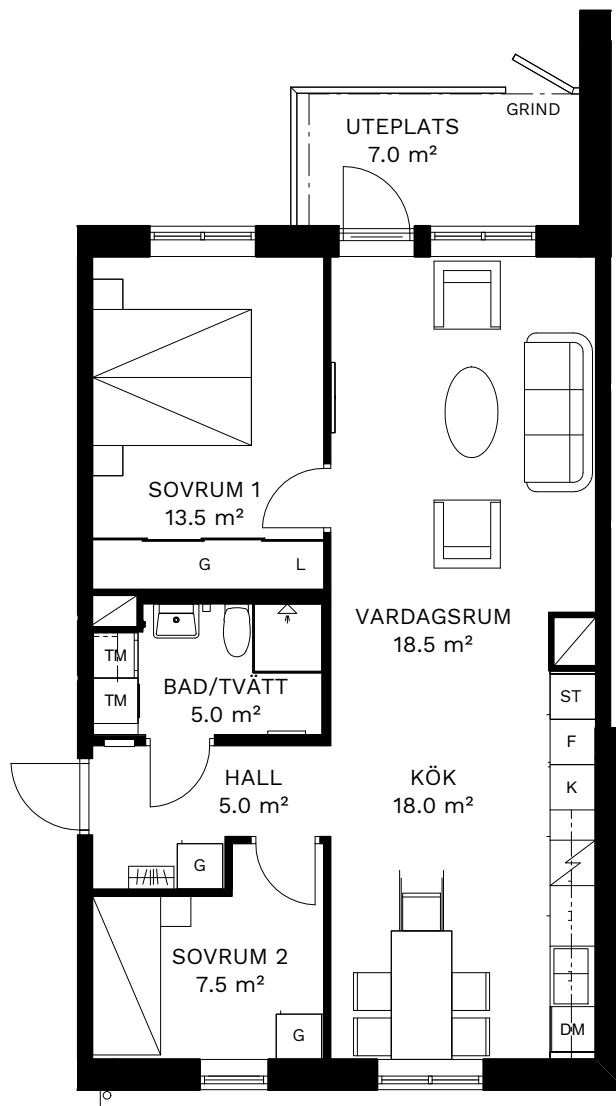 GRIND
UTEPLATS
7.0 m²
SOVRUM 1
13.5 m²
G
L
VARDAGSRUM
18.5 m²
TM
TM
BAD/TVÄTT
5.0 m²
ST
F
K
HALL
5.0 m²
KÖK
18.0 m²
G
SOVRUM 2
7.5 m²
G
DM